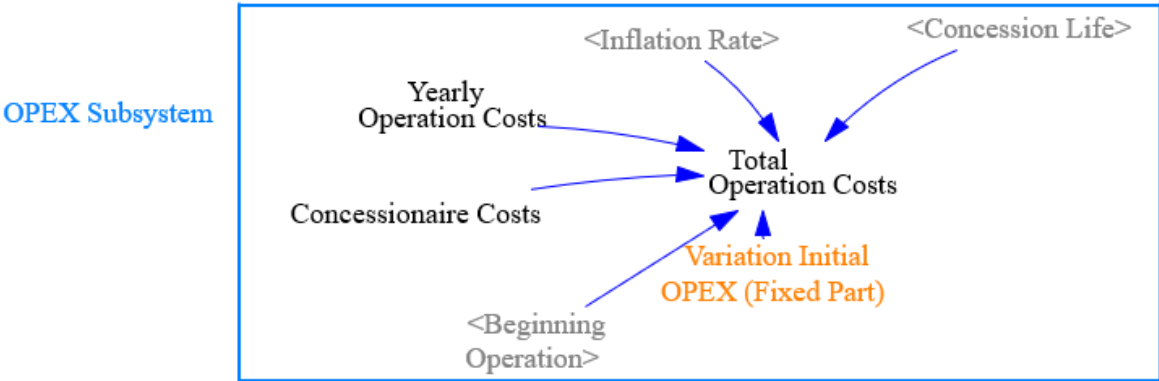 <Concession Life>
<Inflation Rate>
Yearly
Operation Costs
OPEX Subsystem
Total
Operation Costs
Concessionaire Costs
Variation Initial
OPEX (Fixed Part)
<Beginning
Operation>